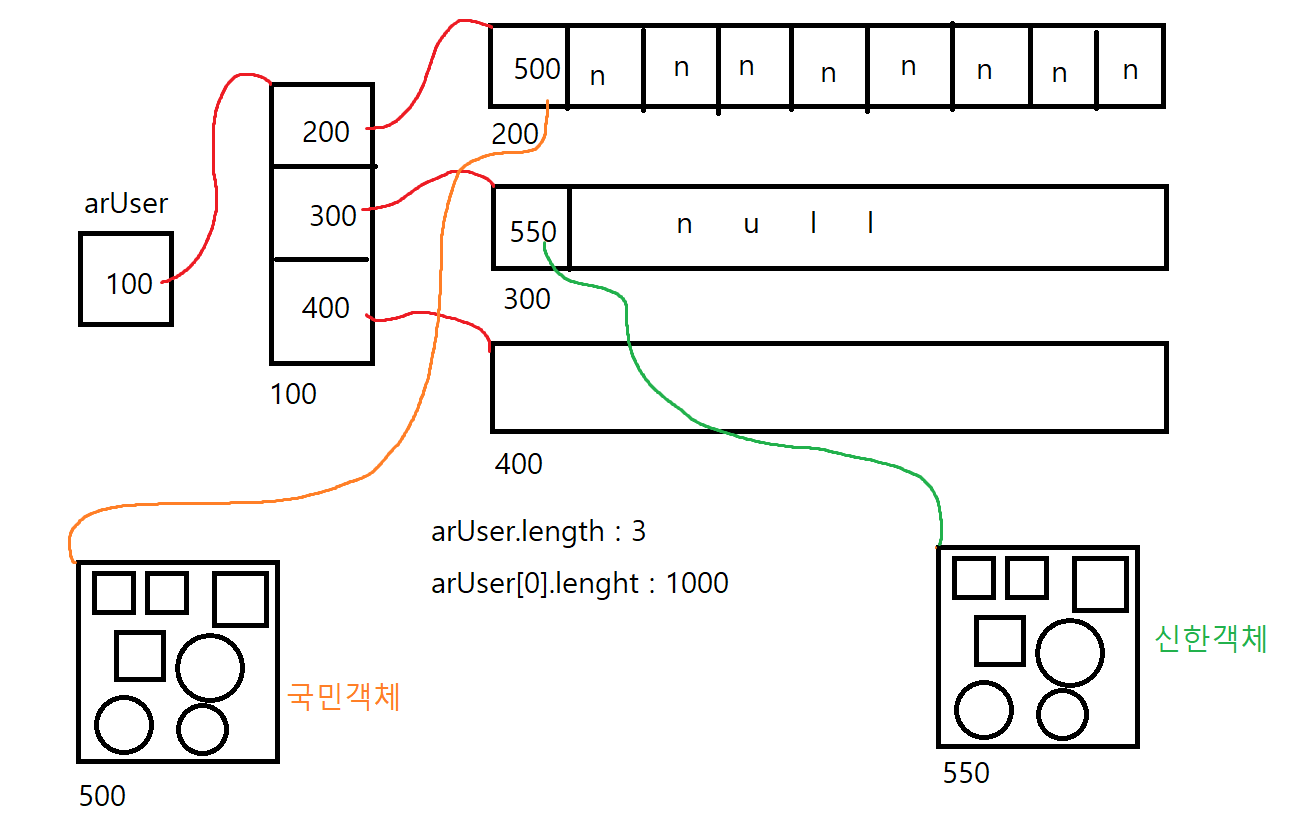 arUser
100
200
300
400
100
500 n n n n n n n n
200
550 n u l l
300
400
arUser.length : 3
arUser[0].lenght : 1000
국민객체
500
신한객체
550